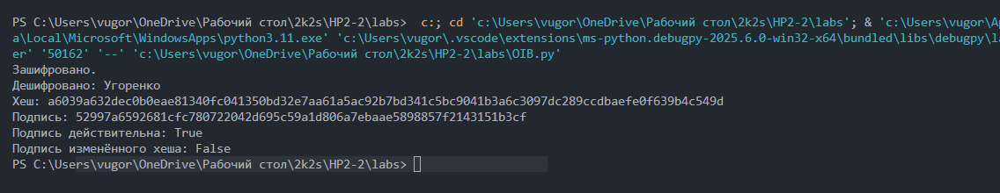 PS C:\Users\vugor\OneDrive\Рабочий стол\2k2s\HP2-2\labs>  c:; cd 'c:\Users\vugor\OneDrive\Рабочий стол\2k2s\HP2-2\labs'; & 'c:\Users\vugor\Ap
a\Local\Microsoft\WindowsApps\python3.11.exe' 'c:\Users\vugor\.vscode\extensions\ms-python.debugpy-2025.6.0-win32-x64\bundled\libs\debugpy\la
er' '50162' '--' 'c:\Users\vugor\OneDrive\Рабочий стол\2k2s\HP2-2\labs\OIB.py'
Зашифровано.
Дешифровано: Угоренко
Хеш: a6039a632dec0b0eae81340fc041350bd32e7aa61a5ac92b7bd341c5bc9041b3a6c3097dc289ccdbaefe0f639b4c549d
Подпись: 52997a6592681cfc780722042d695c59a1d806a7ebaae5898857f2143151b3cf
Подпись действительна: True
Подпись изменённого хеша: False
PS C:\Users\vugor\OneDrive\Рабочий стол\2k2s\HP2-2\labs>